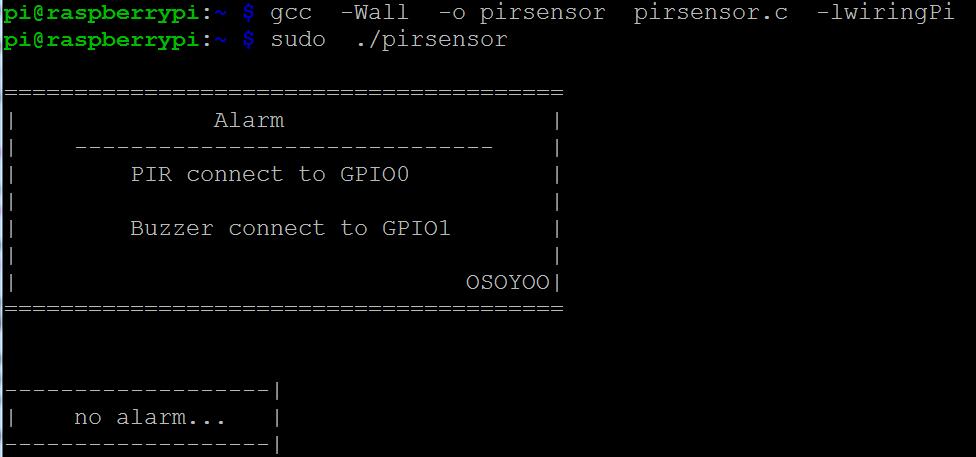 pi@raspberrypi:~ $ gcc  -Wall  -o pirsensor  pirsensor.c  -lwiringPi
pi@raspberrypi:~ $ sudo  ./pirsensor
========================================
|              Alarm                   |
|    ------------------------------    |
|        PIR connect to GPIO0          |
|                                      |
|        Buzzer connect to GPIO1       |
|                                      |
|                                OSOYOO|
========================================
-------------------|
|    no alarm...   |
-------------------|